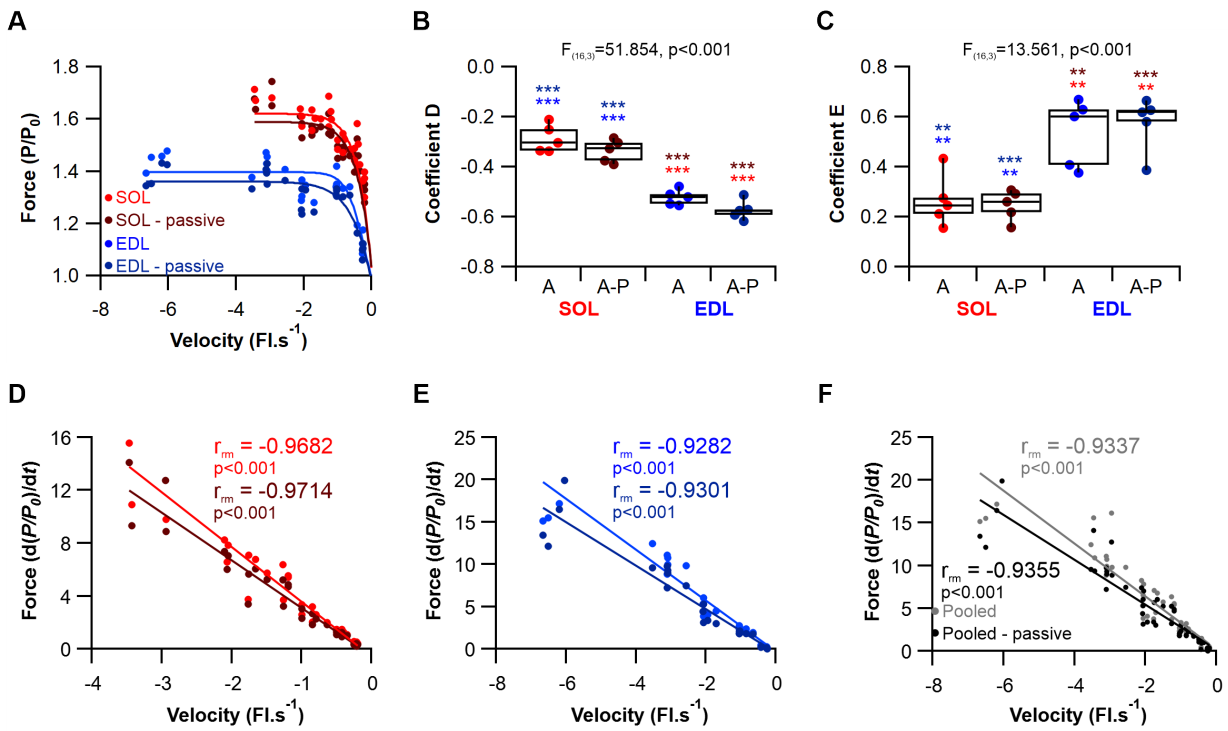 A
Force (P/P0)
1.8
1.6
1.4
1.2
1.0
SOL
SOL - passive
EDL
EDL - passive
-8 -6 -4 -2 0
Velocity (Fl.s-1)
B
F(16,3)=51.854, p<0.001
Coefficient D
0.0
-0.2
-0.4
-0.6
-0.8
*** *** *** ***
*** *** *** ***
A A-P A A-P
SOL EDL
C
F(16,3)=13.561, p<0.001
Coefficient E
0.8
0.6
0.4
0.2
0.0
** *** ** ***
** ** ** **
A A-P A A-P
SOL EDL
D
Force (d(P/P0)/dt)
16
12
8
4
0
rrm = -0.9682
p<0.001
rrm = -0.9714
p<0.001
-4 -3 -2 -1 0
Velocity (Fl.s-1)
E
Force (d(P/P0)/dt)
25
20
15
10
5
0
rrm = -0.9282
p<0.001
rrm = -0.9301
p<0.001
-8 -6 -4 -2 0
Velocity (Fl.s-1)
F
Force (d(P/P0)/dt)
25
20
15
10
5
0
rrm = -0.9337
p<0.001
rrm = -0.9355
p<0.001
Pooled
Pooled - passive
-8 -6 -4 -2 0
Velocity (Fl.s-1)